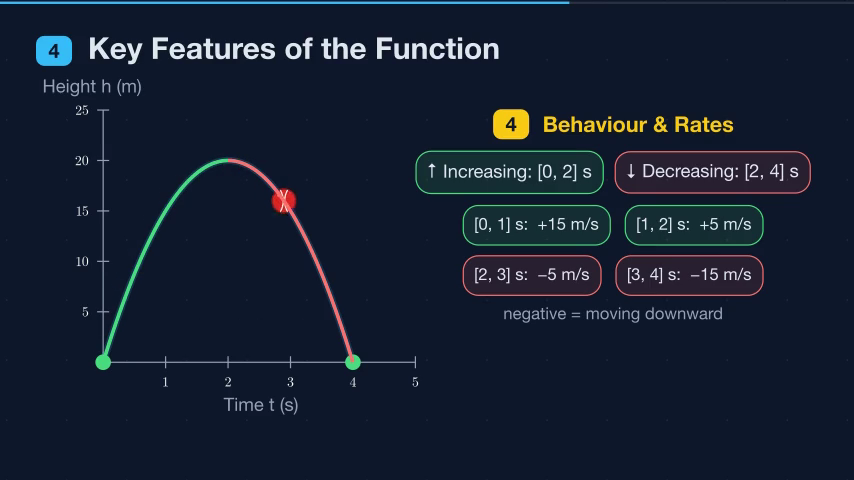 4 Key Features of the Function
Height h (m)
25
20
15
10
5
1 2 3 4 5
Time t (s)
4 Behaviour & Rates
↑ Increasing: [0, 2] s ↓ Decreasing: [2, 4] s
[0, 1] s: +15 m/s [1, 2] s: +5 m/s
[2, 3] s: −5 m/s [3, 4] s: −15 m/s
negative = moving downward